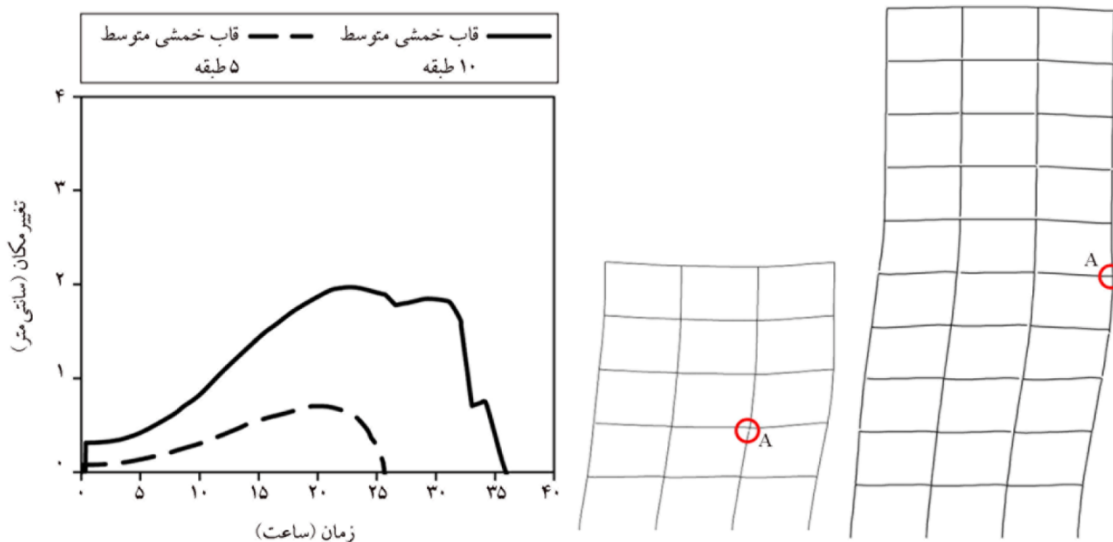 قاب خمشی متوسط
۱۰ طبقه
قاب خمشی متوسط
۵ طبقه
تغییر مکان (سانتی متر)
۴
۳
۲
۱
۰
۰ ۵ ۱۰ ۱۵ ۲۰ ۲۵ ۳۰ ۳۵ ۴۰
زمان (ساعت)
A
A